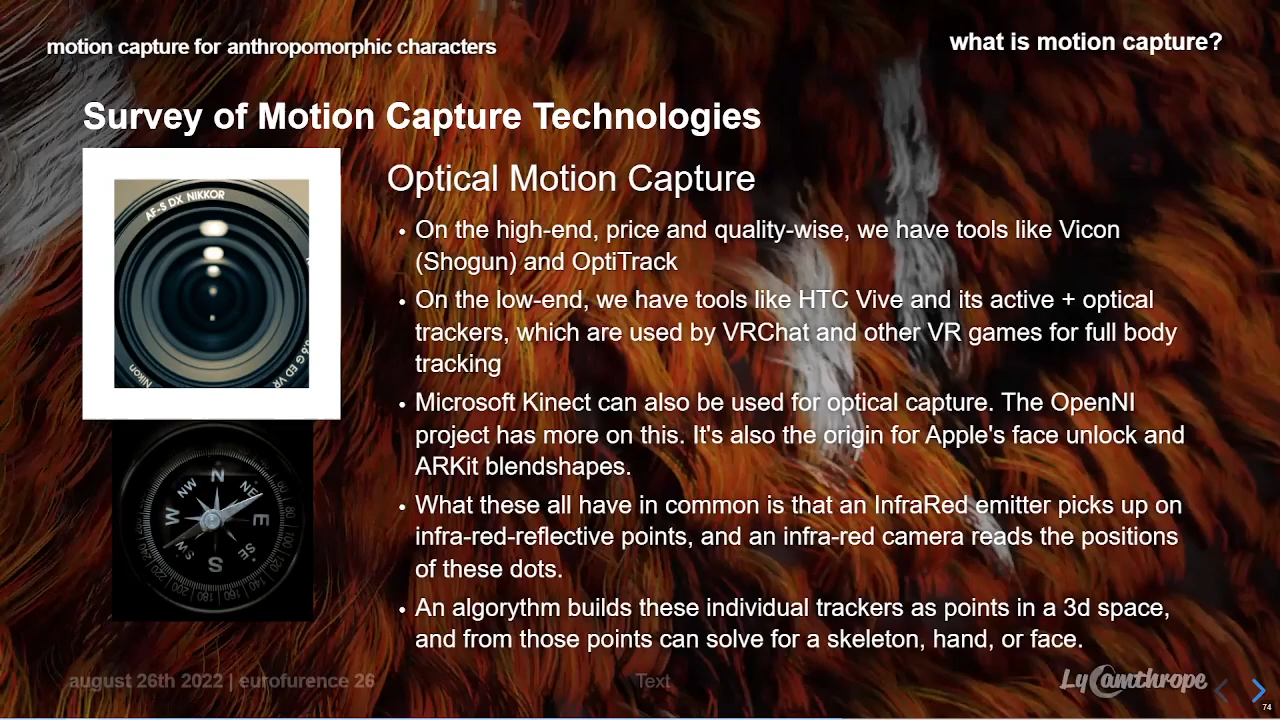 motion capture for anthropomorphic characters
what is motion capture?
Survey of Motion Capture Technologies
AF-S DX NIKKOR
Nikon
G ED VR
Optical Motion Capture
• On the high-end, price and quality-wise, we have tools like Vicon
(Shogun) and OptiTrack
• On the low-end, we have tools like HTC Vive and its active + optical
trackers, which are used by VRChat and other VR games for full body
tracking
• Microsoft Kinect can also be used for optical capture. The OpenNI
project has more on this. It's also the origin for Apple's face unlock and
ARKit blendshapes.
• What these all have in common is that an InfraRed emitter picks up on
infra-red-reflective points, and an infra-red camera reads the positions
of these dots.
• An algorythm builds these individual trackers as points in a 3d space,
and from those points can solve for a skeleton, hand, or face.
N
NE
E
SE
S
SW
W
NW
august 26th 2022 | eurofurence 26
Text
LyCamthrope
74